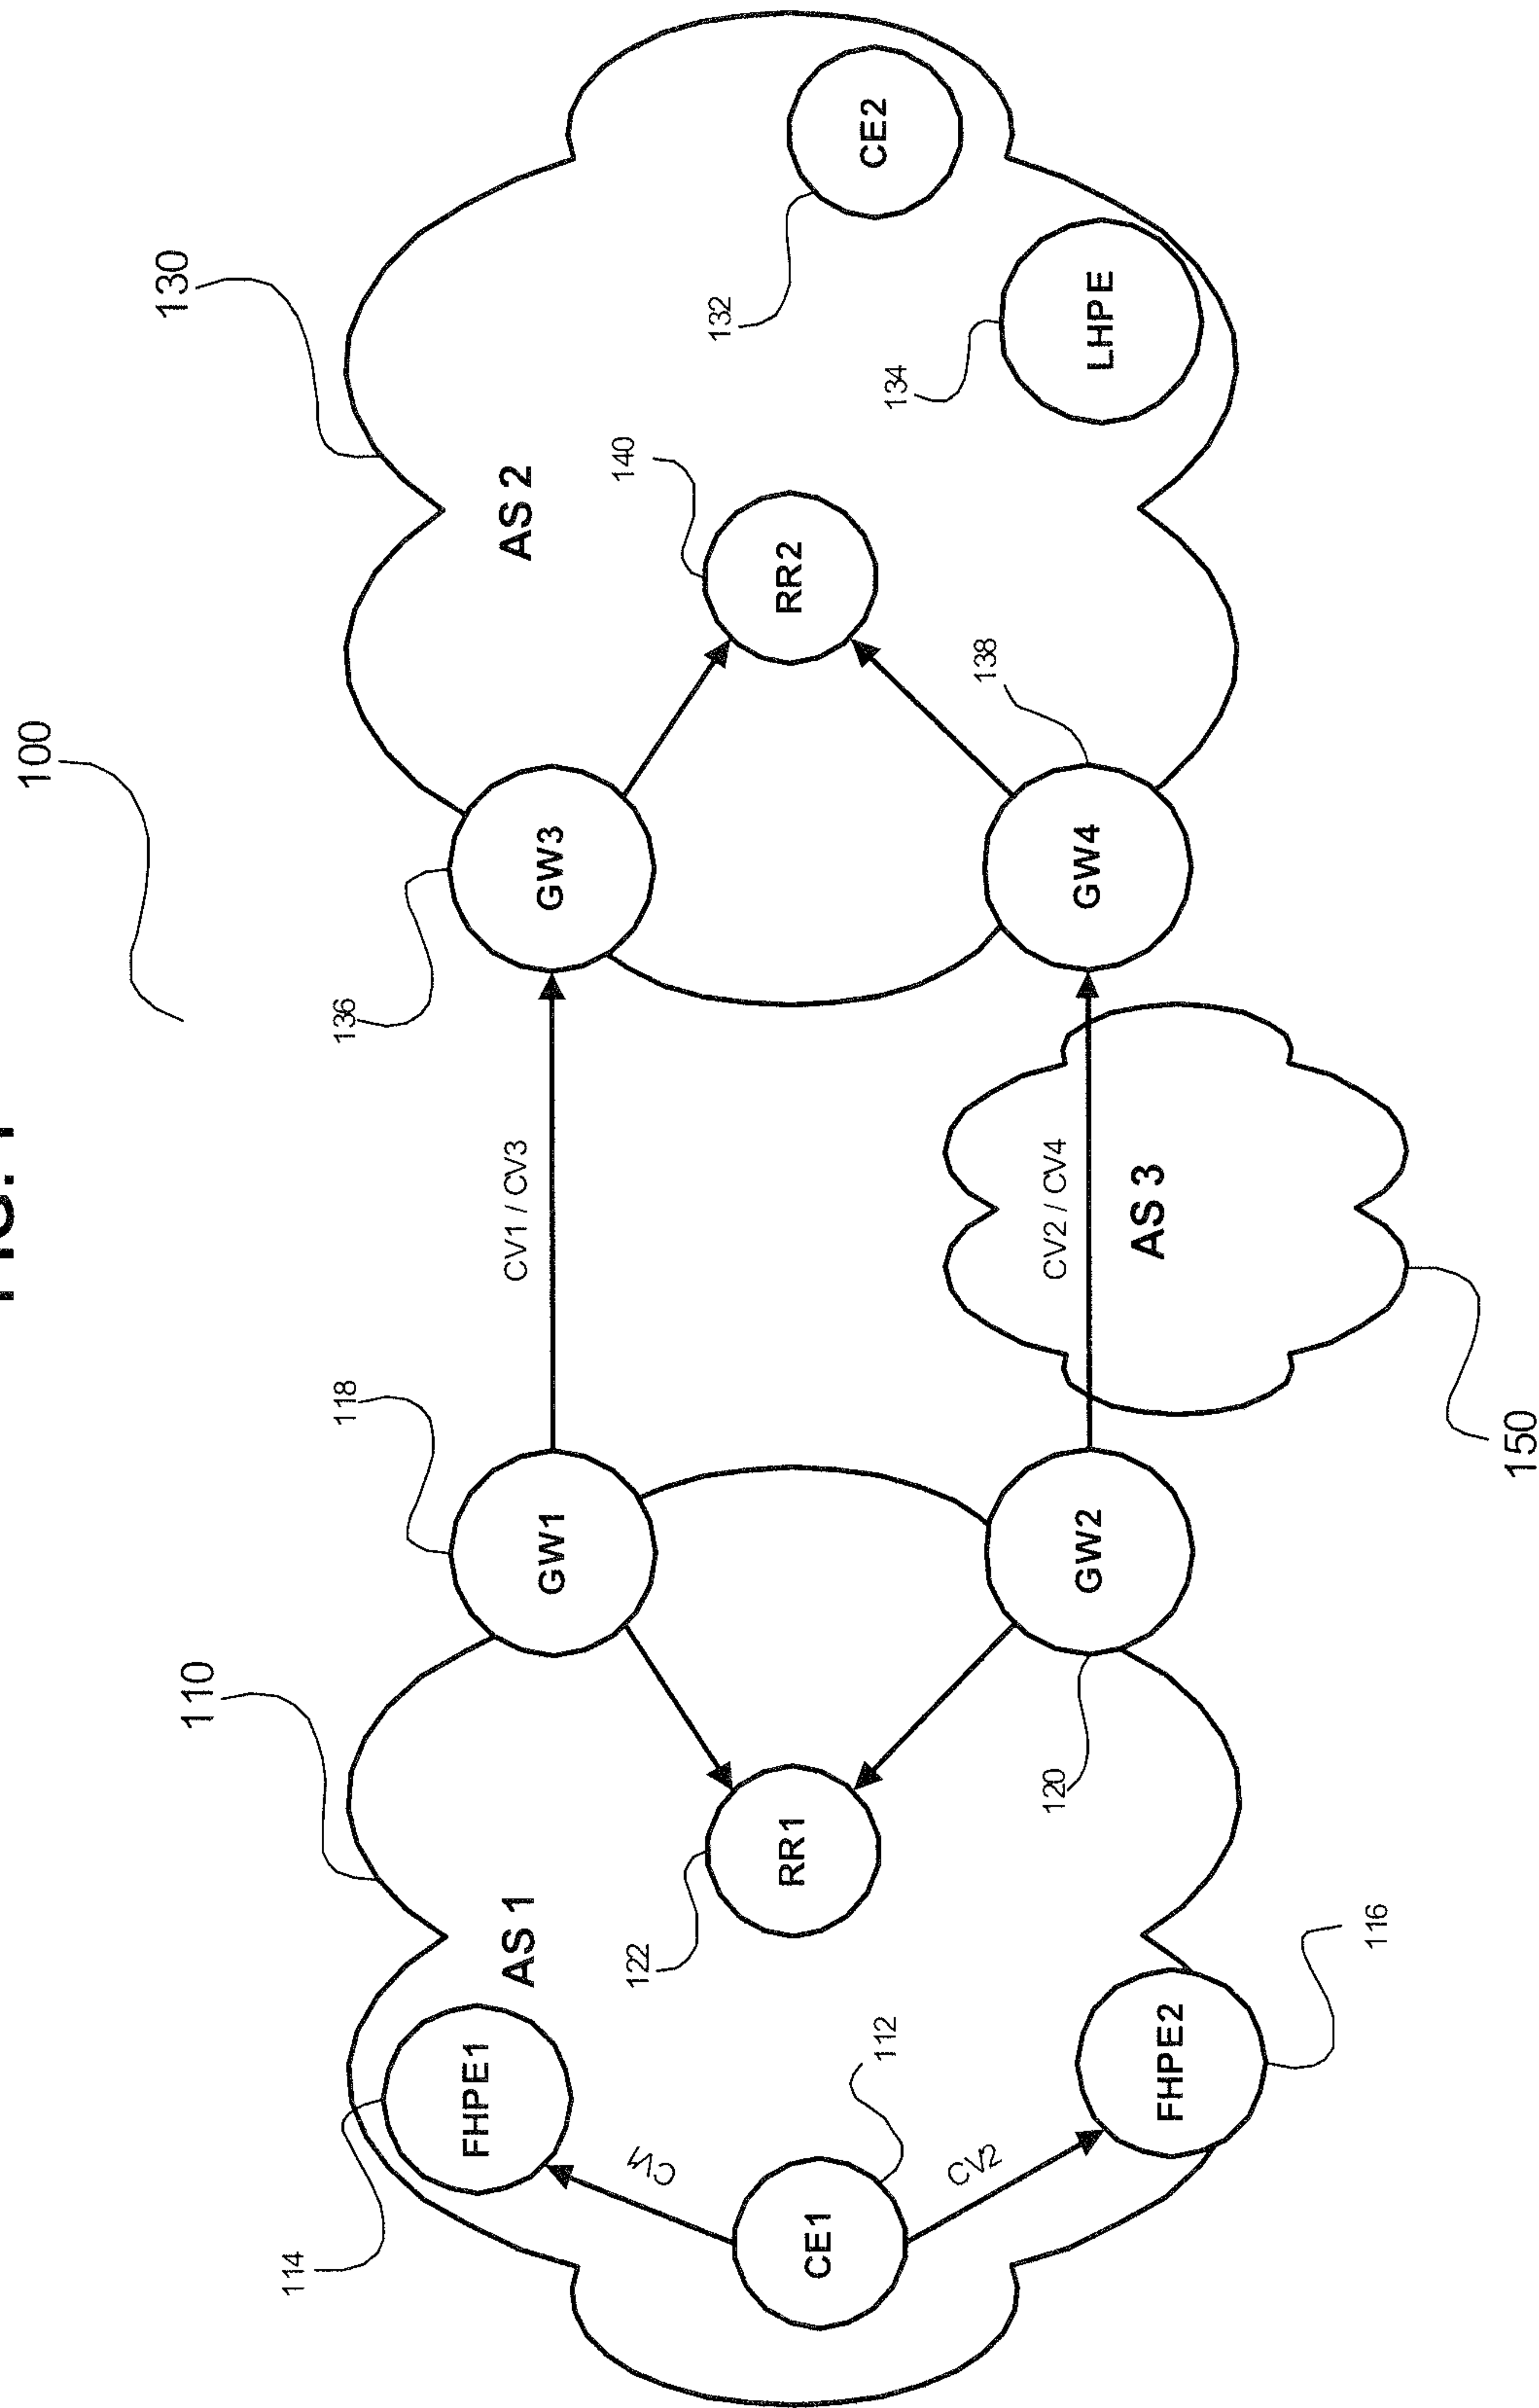 FIG. 1
100
110
130
AS 1
AS 2
114
FHPE1
CV1
CE1
112
CV2
FHPE2
116
122
RR1
118
GW1
GW2
120
CV1 / CV3
CV2 / CV4
AS 3
150
136
GW3
GW4
138
140
RR2
132
CE2
134
LHPE